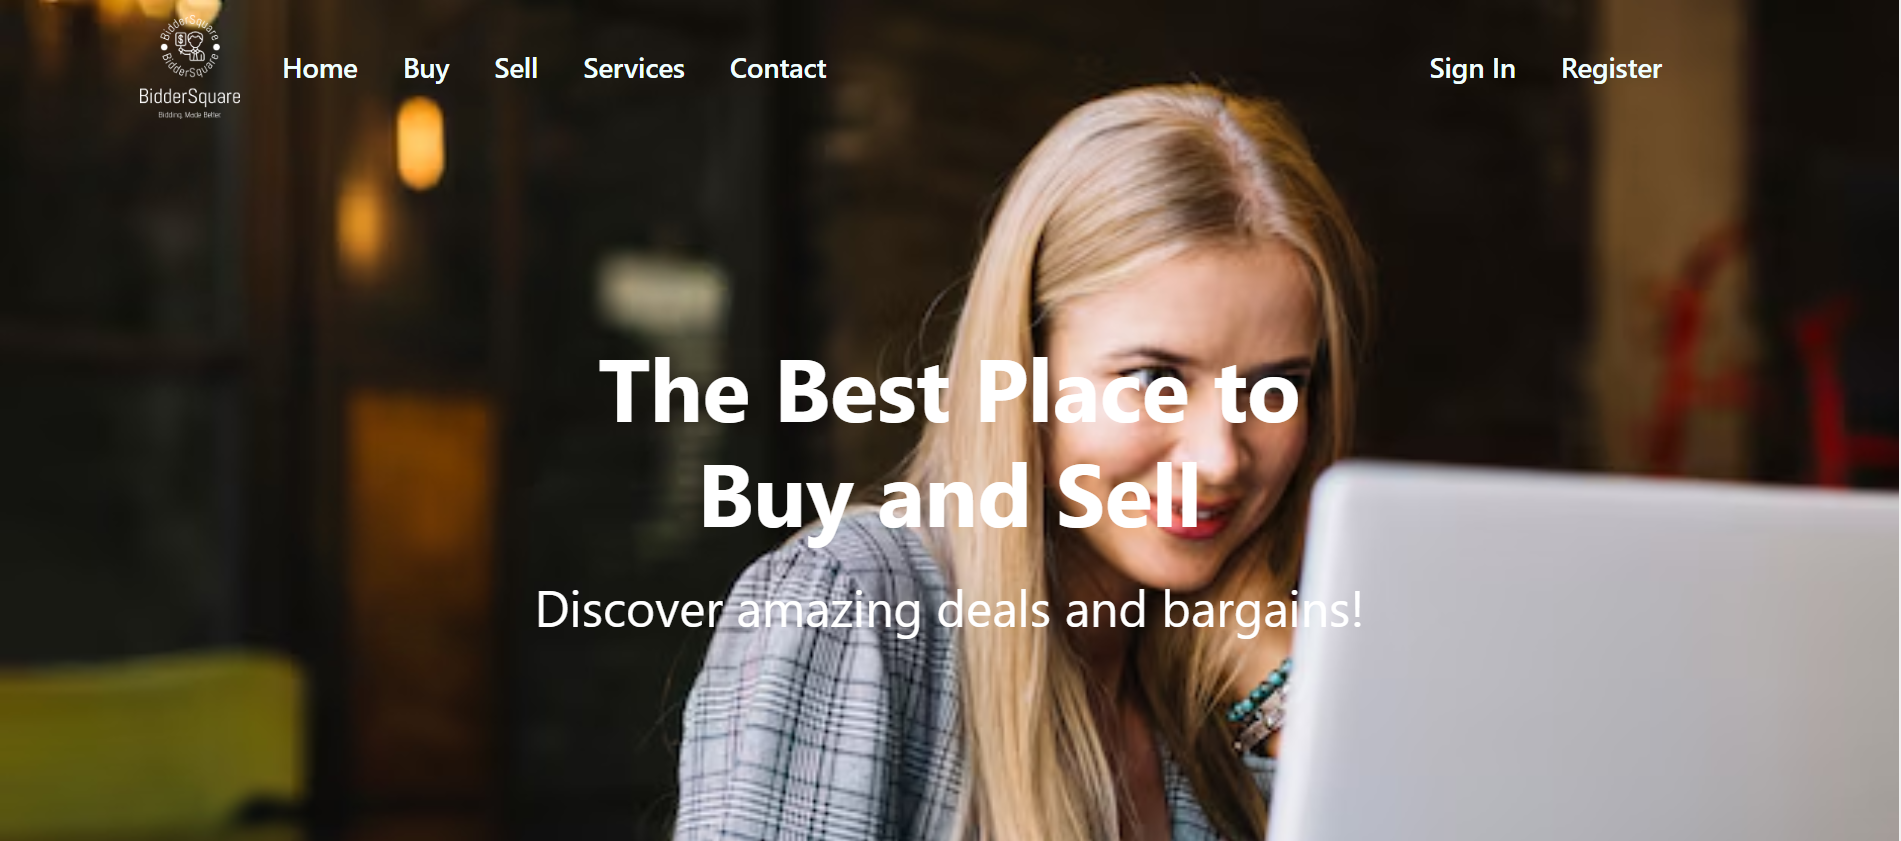 BidderSquare
BidderSquare
BidderSquare
Bidding, Made Better
Home Buy Sell Services Contact
Sign In Register
The Best Place to
Buy and Sell
Discover amazing deals and bargains!